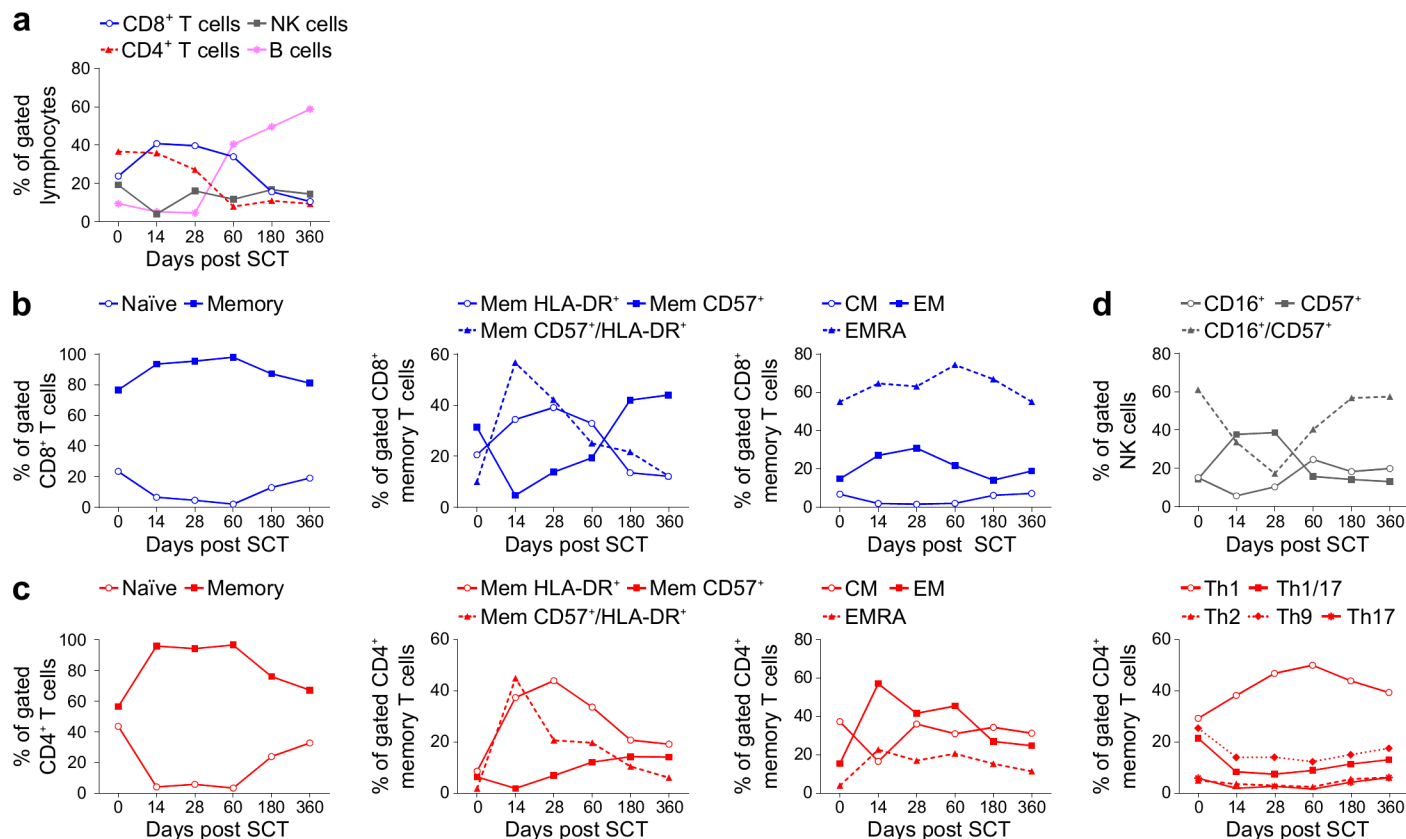 a
CD8⁺ T cells NK cells
CD4⁺ T cells B cells
% of gated
lymphocytes
80
60
40
20
0
0 14 28 60 180 360
Days post SCT
b
Naïve Memory
% of gated
CD8⁺ T cells
100
80
60
40
20
0
0 14 28 60 180 360
Days post SCT
Mem HLA-DR⁺ Mem CD57⁺
Mem CD57⁺/HLA-DR⁺
% of gated CD8⁺
memory T cells
60
40
20
0
0 14 28 60 180 360
Days post SCT
CM EM
EMRA
% of gated CD8⁺
memory T cells
80
60
40
20
0
0 14 28 60 180 360
Days post SCT
d
CD16⁺ CD57⁺
CD16⁺/CD57⁺
% of gated
NK cells
80
60
40
20
0
0 14 28 60 180 360
Days post SCT
c
Naïve Memory
% of gated
CD4⁺ T cells
100
80
60
40
20
0
0 14 28 60 180 360
Days post SCT
Mem HLA-DR⁺ Mem CD57⁺
Mem CD57⁺/HLA-DR⁺
% of gated CD4⁺
memory T cells
60
40
20
0
0 14 28 60 180 360
Days post SCT
CM EM
EMRA
% of gated CD4⁺
memory T cells
80
60
40
20
0
0 14 28 60 180 360
Days post SCT
Th1 Th1/17
Th2 Th9 Th17
% of gated CD4⁺
memory T cells
60
40
20
0
0 14 28 60 180 360
Days post SCT